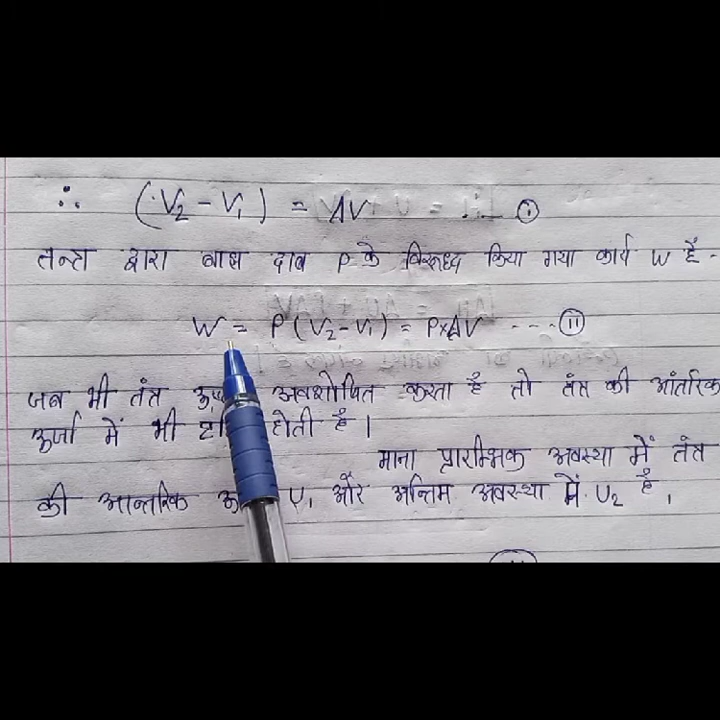 ∴ (V₂ - V₁) = ΔV ... ①
तन्त्र द्वारा बाह्य दाब P के विरूध्द किया गया कार्य W है -
W = P(V₂-V₁) = P×ΔV ---- ⑪
जब भी तंत्र अवशोषित करता है तो तंत्र की आंतरिक
ऊर्जा में भी होती है ।
माना प्रारम्भिक अवस्था में तंत्र
की आन्तरिक U₁ और अन्तिम अवस्था में U₂ है ,